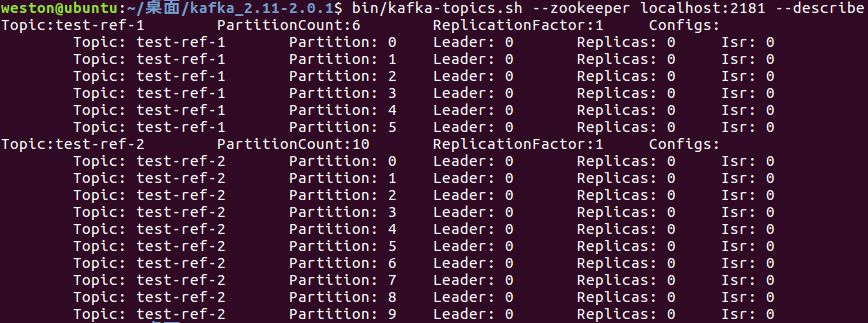 weston@ubuntu:~/桌面/kafka_2.11-2.0.1$ bin/kafka-topics.sh --zookeeper localhost:2181 --describe
Topic:test-ref-1 PartitionCount:6 ReplicationFactor:1 Configs:
Topic: test-ref-1 Partition: 0 Leader: 0 Replicas: 0 Isr: 0
Topic: test-ref-1 Partition: 1 Leader: 0 Replicas: 0 Isr: 0
Topic: test-ref-1 Partition: 2 Leader: 0 Replicas: 0 Isr: 0
Topic: test-ref-1 Partition: 3 Leader: 0 Replicas: 0 Isr: 0
Topic: test-ref-1 Partition: 4 Leader: 0 Replicas: 0 Isr: 0
Topic: test-ref-1 Partition: 5 Leader: 0 Replicas: 0 Isr: 0
Topic:test-ref-2 PartitionCount:10 ReplicationFactor:1 Configs:
Topic: test-ref-2 Partition: 0 Leader: 0 Replicas: 0 Isr: 0
Topic: test-ref-2 Partition: 1 Leader: 0 Replicas: 0 Isr: 0
Topic: test-ref-2 Partition: 2 Leader: 0 Replicas: 0 Isr: 0
Topic: test-ref-2 Partition: 3 Leader: 0 Replicas: 0 Isr: 0
Topic: test-ref-2 Partition: 4 Leader: 0 Replicas: 0 Isr: 0
Topic: test-ref-2 Partition: 5 Leader: 0 Replicas: 0 Isr: 0
Topic: test-ref-2 Partition: 6 Leader: 0 Replicas: 0 Isr: 0
Topic: test-ref-2 Partition: 7 Leader: 0 Replicas: 0 Isr: 0
Topic: test-ref-2 Partition: 8 Leader: 0 Replicas: 0 Isr: 0
Topic: test-ref-2 Partition: 9 Leader: 0 Replicas: 0 Isr: 0